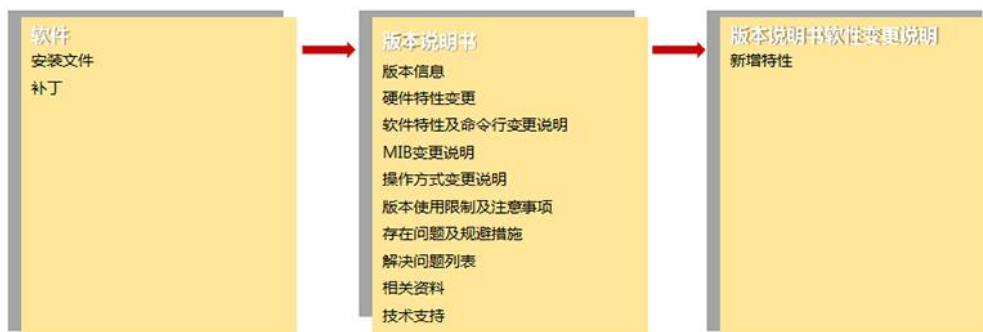 软件
安装文件
补丁
版本说明书
版本信息
硬件特性变更
软件特性及命令行变更说明
MIB变更说明
操作方式变更说明
版本使用限制及注意事项
存在问题及规避措施
解决问题列表
相关资料
技术支持
版本说明书软性变更说明
新增特性